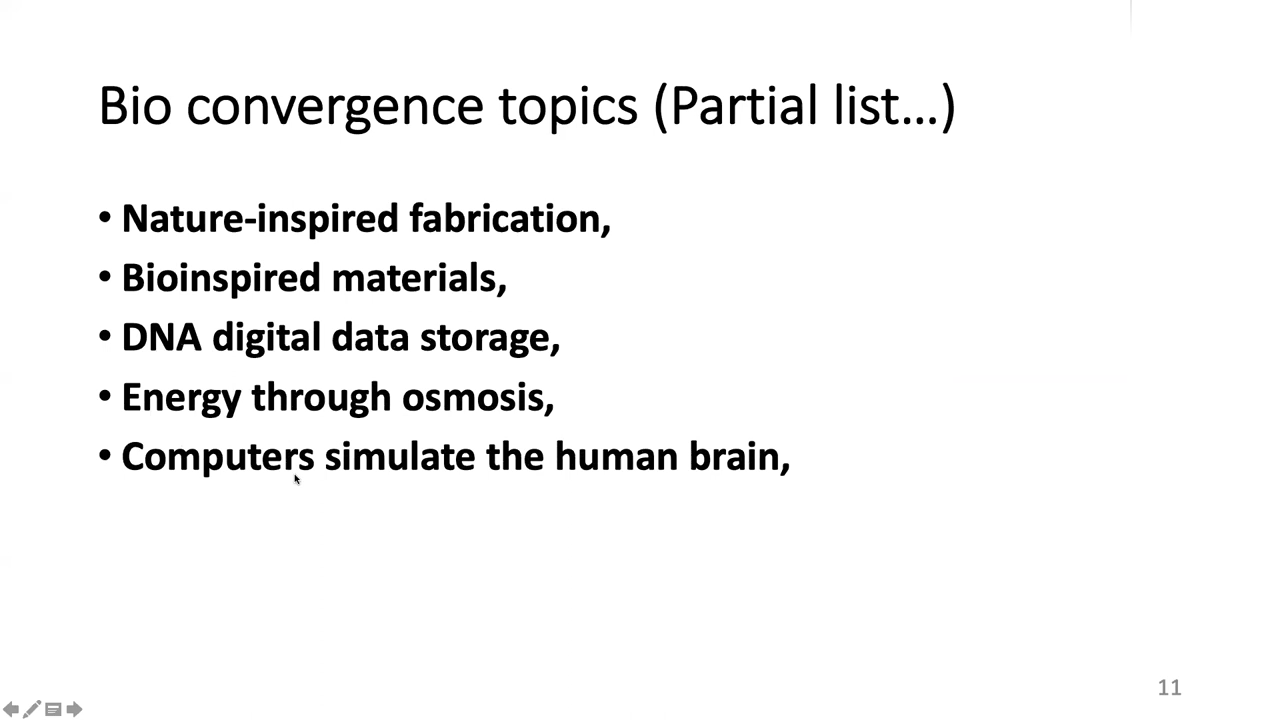 Bio convergence topics (Partial list…)
• Nature-inspired fabrication,
• Bioinspired materials,
• DNA digital data storage,
• Energy through osmosis,
• Computers simulate the human brain,
11